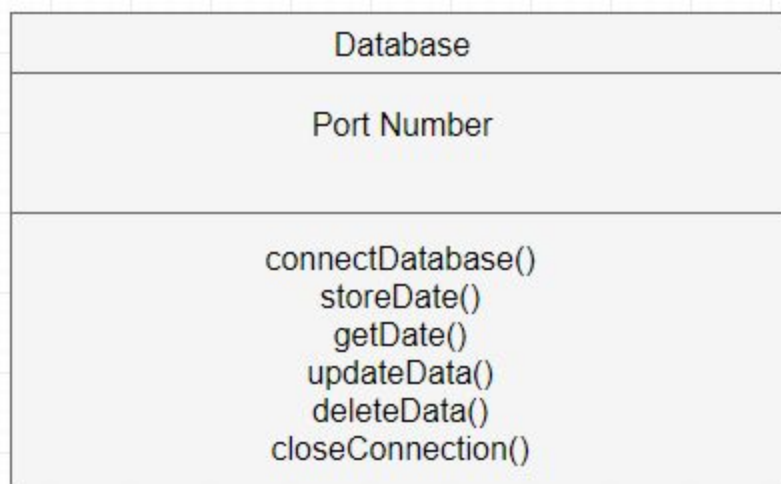 Database
Port Number
connectDatabase()
storeDate()
getDate()
updateData()
deleteData()
closeConnection()